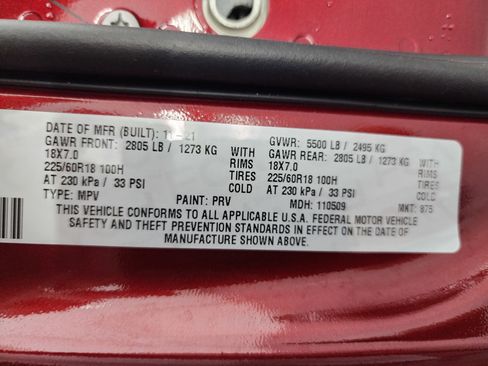 DATE OF MFR (BUILT): 11-21 GVWR: 5500 LB / 2495 KG
GAWR FRONT: 2805 LB / 1273 KG WITH GAWR REAR: 2805 LB / 1273 KG WITH
18X7.0 RIMS 18X7.0 RIMS
225/60R18 100H TIRES 225/60R18 100H TIRES
AT 230 kPa / 33 PSI COLD AT 230 kPa / 33 PSI COLD
TYPE: MPV PAINT: PRV MDH: 110509 MKT: 875
THIS VEHICLE CONFORMS TO ALL APPLICABLE U.S.A. FEDERAL MOTOR VEHICLE
SAFETY AND THEFT PREVENTION STANDARDS IN EFFECT ON THE DATE OF
MANUFACTURE SHOWN ABOVE.